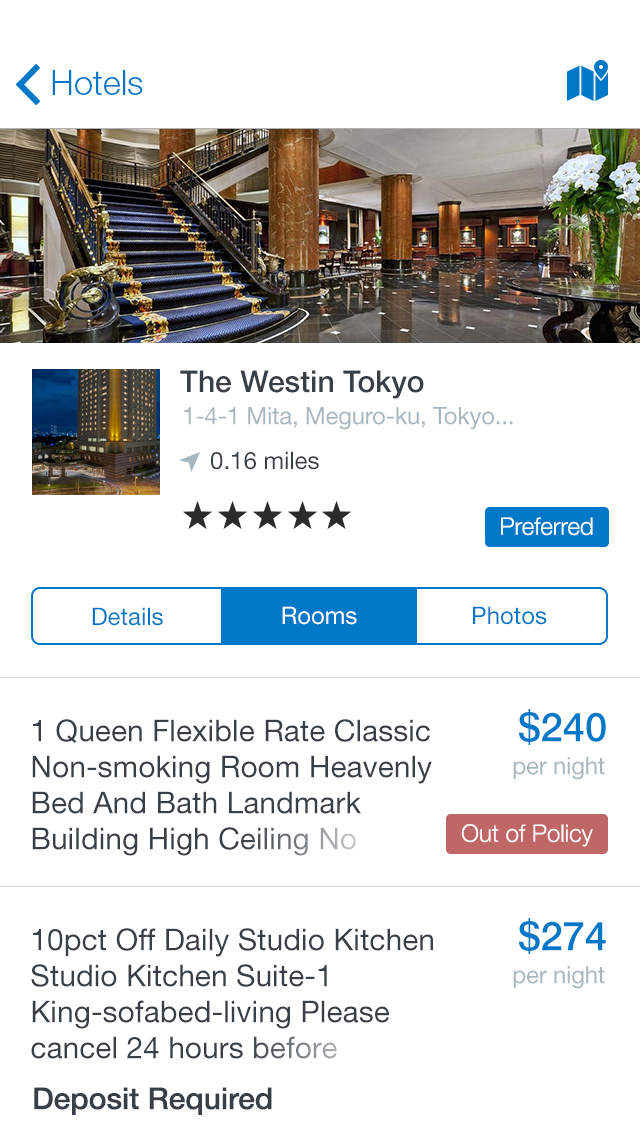 Hotels
The Westin Tokyo
1-4-1 Mita, Meguro-ku, Tokyo...
0.16 miles
Preferred
Details
Rooms
Photos
1 Queen Flexible Rate Classic
Non-smoking Room Heavenly
Bed And Bath Landmark
Building High Ceiling No
$240
per night
Out of Policy
10pct Off Daily Studio Kitchen
Studio Kitchen Suite-1
King-sofabed-living Please
cancel 24 hours before
$274
per night
Deposit Required